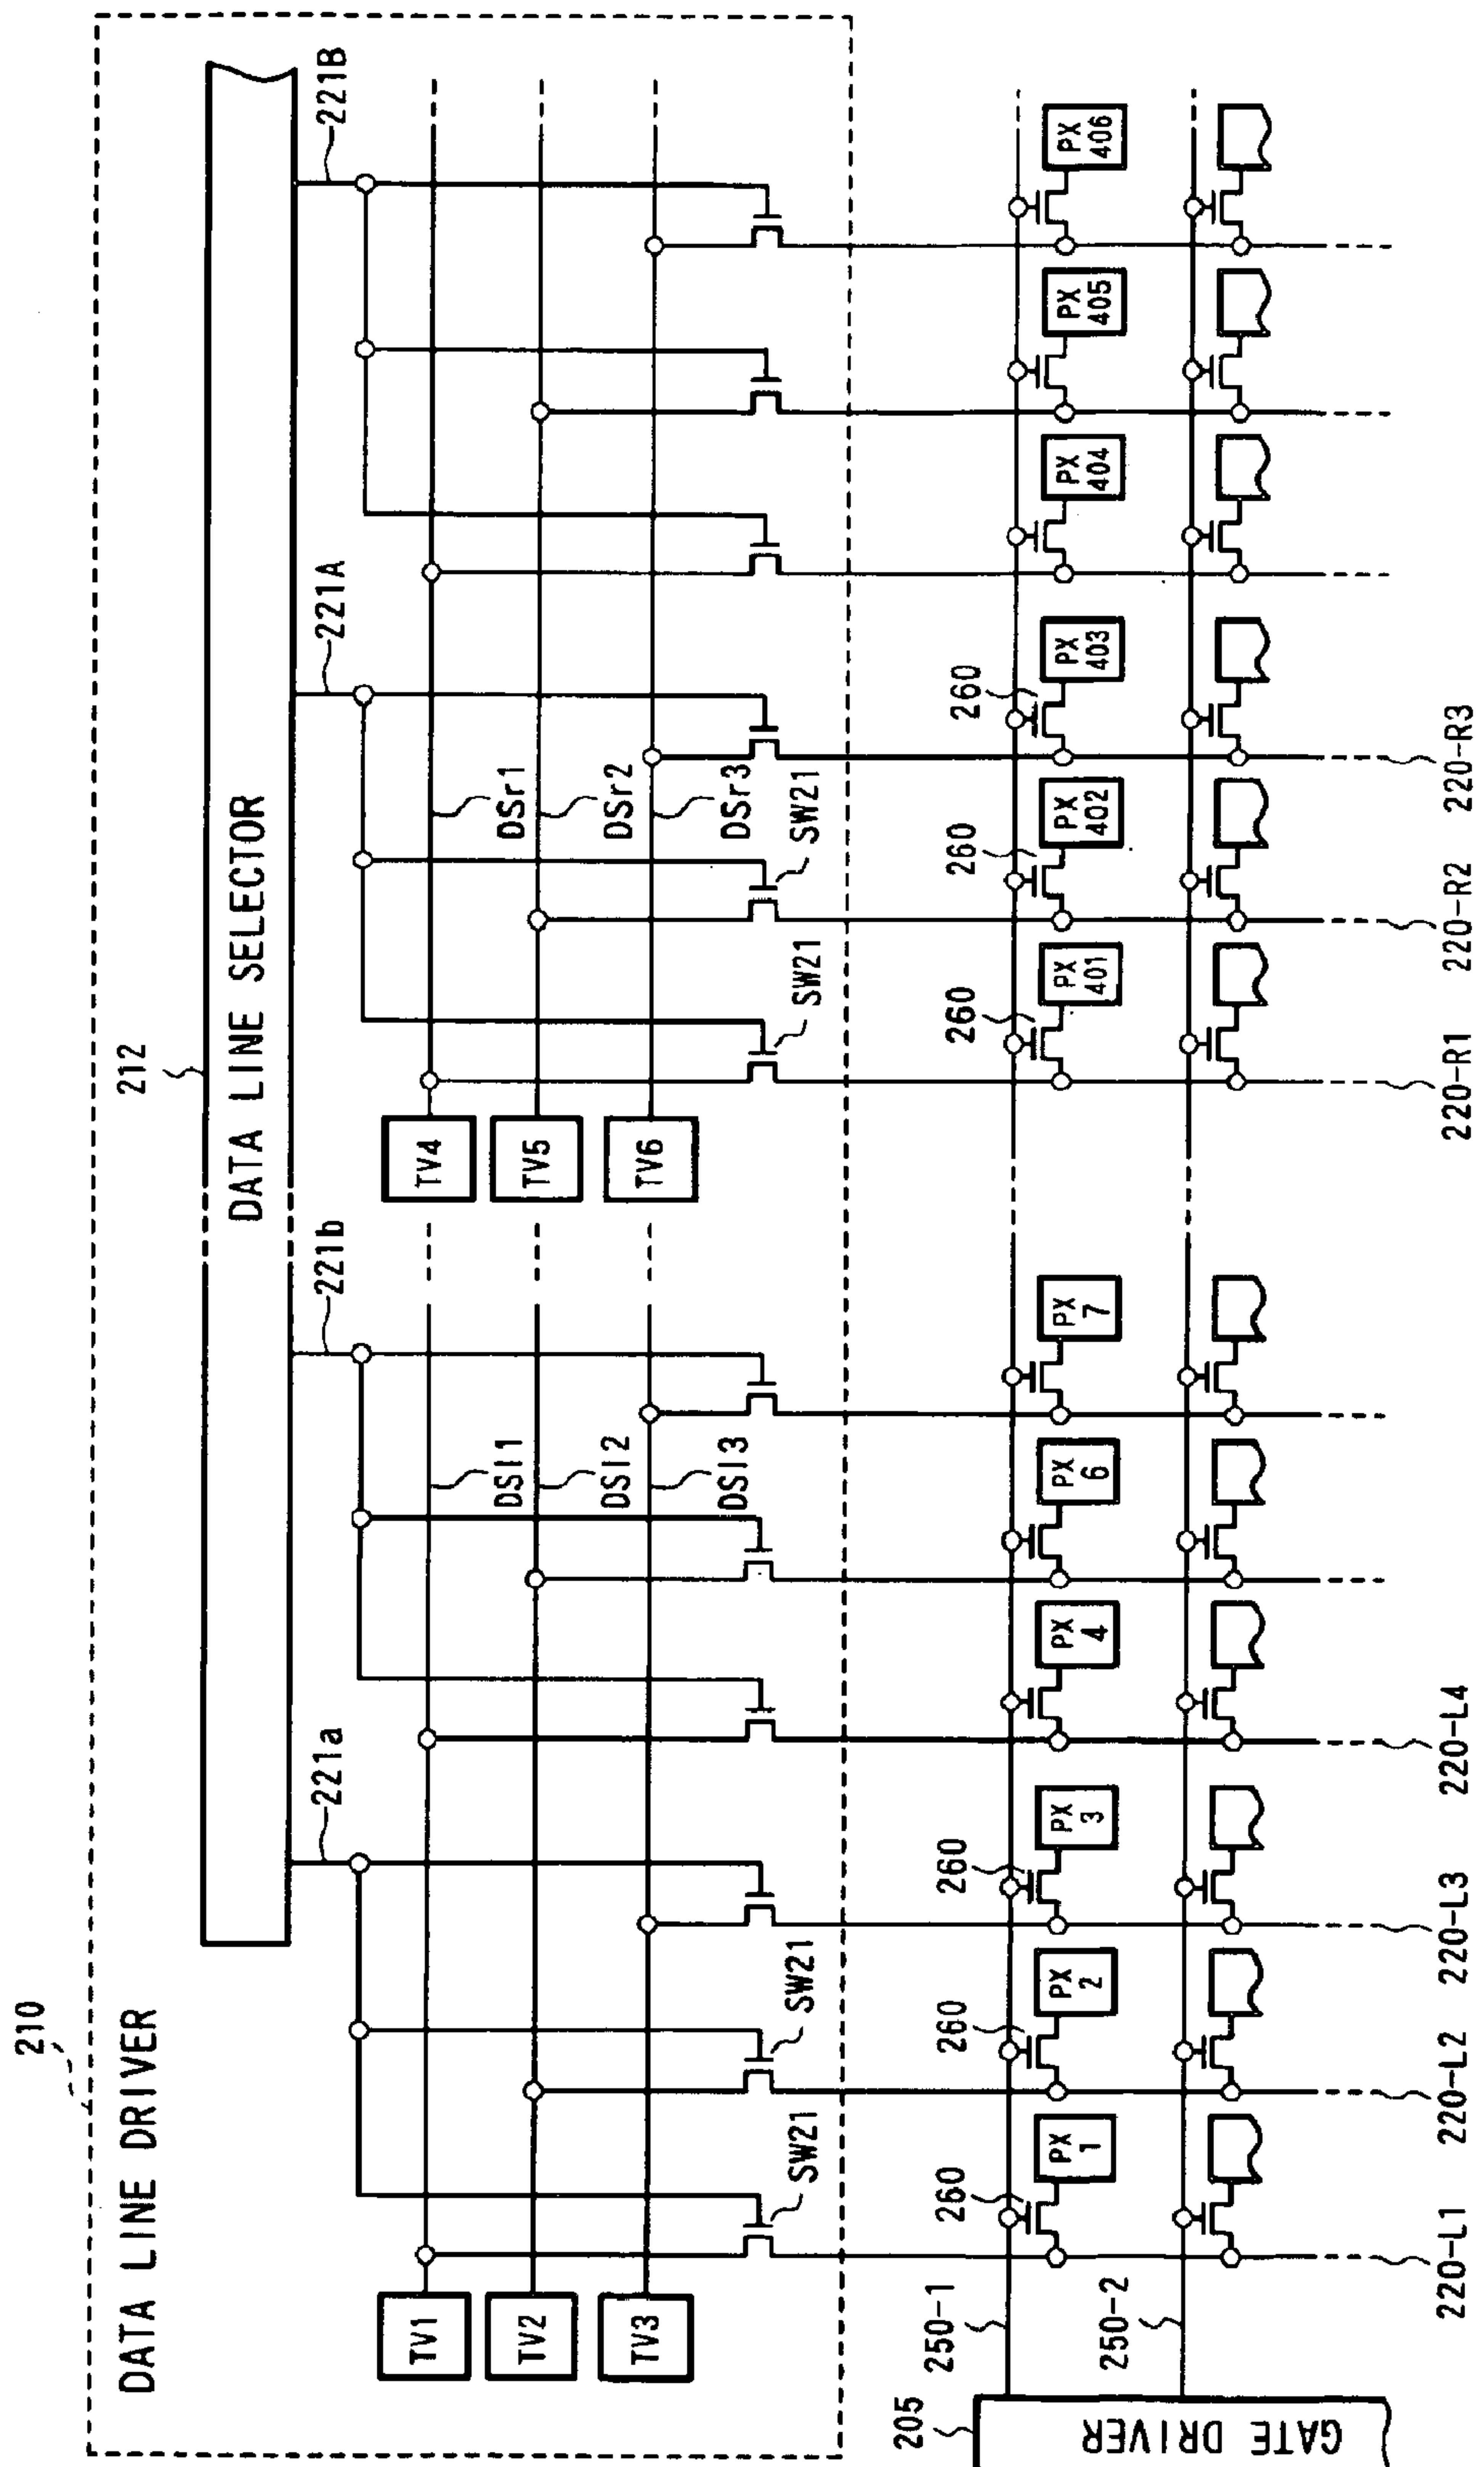 210
DATA LINE DRIVER
212
DATA LINE SELECTOR
221a
221b
221A
221B
TV1
TV4
DSl1
DSr1
TV2
TV5
DSl2
DSr2
TV3
TV6
DSl3
DSr3
SW21
SW21
SW21
SW21
205
GATE DRIVER
250-1
260
260
260
260
260
260
PX 1
PX 2
PX 3
PX 4
PX 6
PX 7
PX 401
PX 402
PX 403
PX 404
PX 405
PX 406
250-2
220-L1
220-L2
220-L3
220-L4
220-R1
220-R2
220-R3